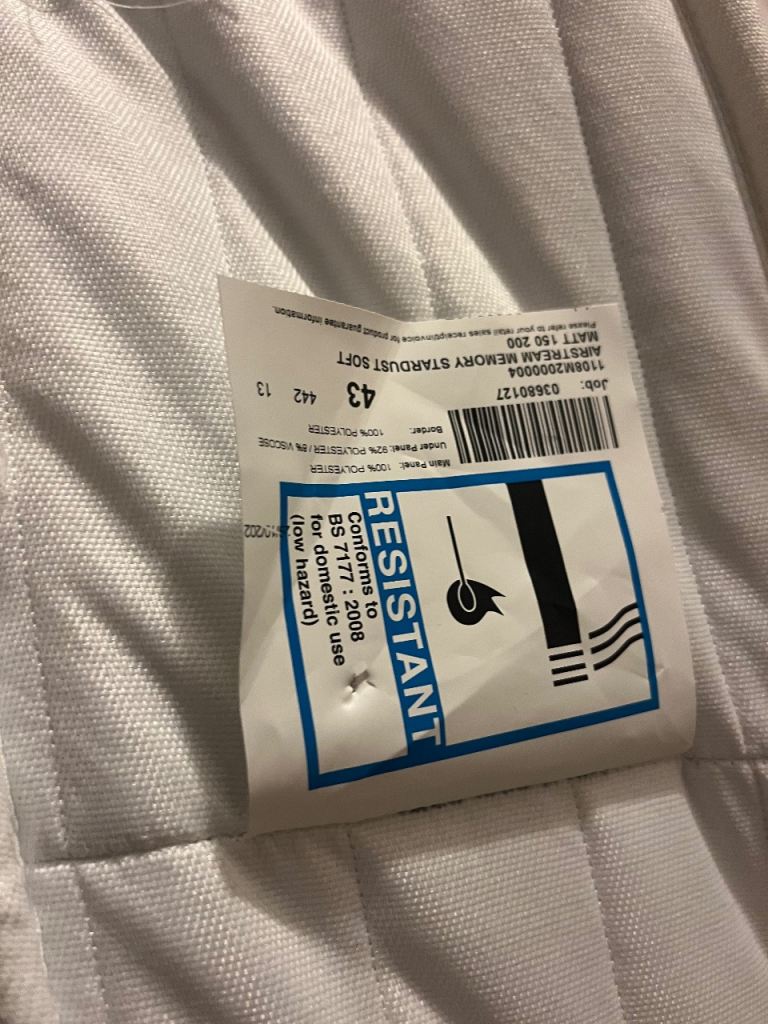 Please refer to your retail sales receipt/invoice for product guarantee information.
MATT 150 200
AIRSTREAM MEMORY STARDUST SOFT
1108M2000004
Job: 03680127 43 442 13
Main Panel: 100% POLYESTER
Under Panel: 92% POLYESTER / 8% VISCOSE
Border: 100% POLYESTER
RESISTANT
Conforms to
BS 7177 : 2008
for domestic use
(low hazard)